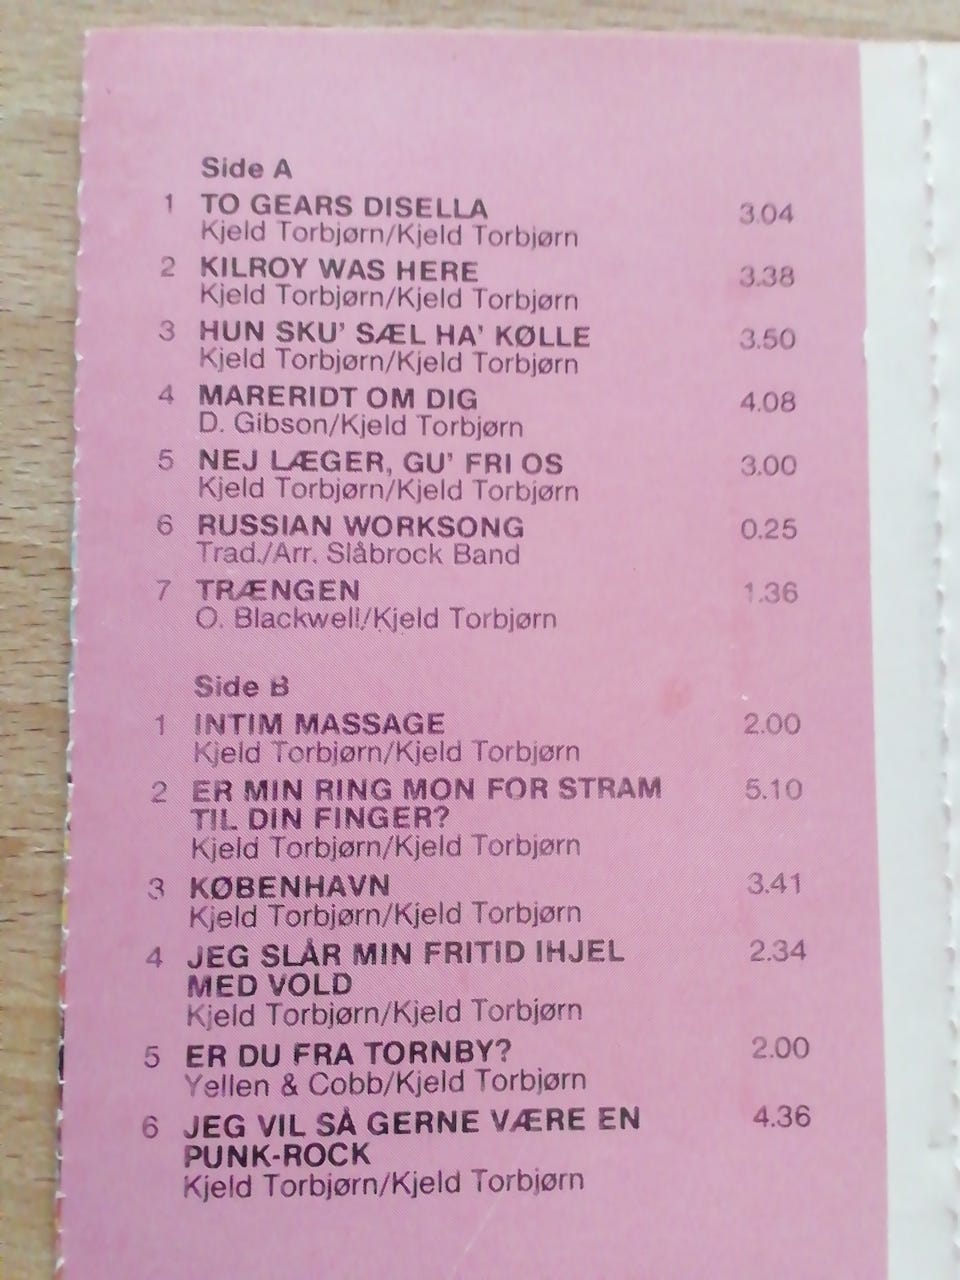 Side A
1 TO GEARS DISELLA 3.04
Kjeld Torbjørn/Kjeld Torbjørn
2 KILROY WAS HERE 3.38
Kjeld Torbjørn/Kjeld Torbjørn
3 HUN SKU' SÆL HA' KØLLE 3.50
Kjeld Torbjørn/Kjeld Torbjørn
4 MARERIDT OM DIG 4.08
D. Gibson/Kjeld Torbjørn
5 NEJ LÆGER, GU' FRI OS 3.00
Kjeld Torbjørn/Kjeld Torbjørn
6 RUSSIAN WORKSONG 0.25
Trad./Arr. Slåbrock Band
7 TRÆNGEN 1.36
O. Blackwell/Kjeld Torbjørn
Side B
1 INTIM MASSAGE 2.00
Kjeld Torbjørn/Kjeld Torbjørn
2 ER MIN RING MON FOR STRAM 5.10
TIL DIN FINGER?
Kjeld Torbjørn/Kjeld Torbjørn
3 KØBENHAVN 3.41
Kjeld Torbjørn/Kjeld Torbjørn
4 JEG SLÅR MIN FRITID IHJEL 2.34
MED VOLD
Kjeld Torbjørn/Kjeld Torbjørn
5 ER DU FRA TORNBY? 2.00
Yellen & Cobb/Kjeld Torbjørn
6 JEG VIL SÅ GERNE VÆRE EN 4.36
PUNK-ROCK
Kjeld Torbjørn/Kjeld Torbjørn